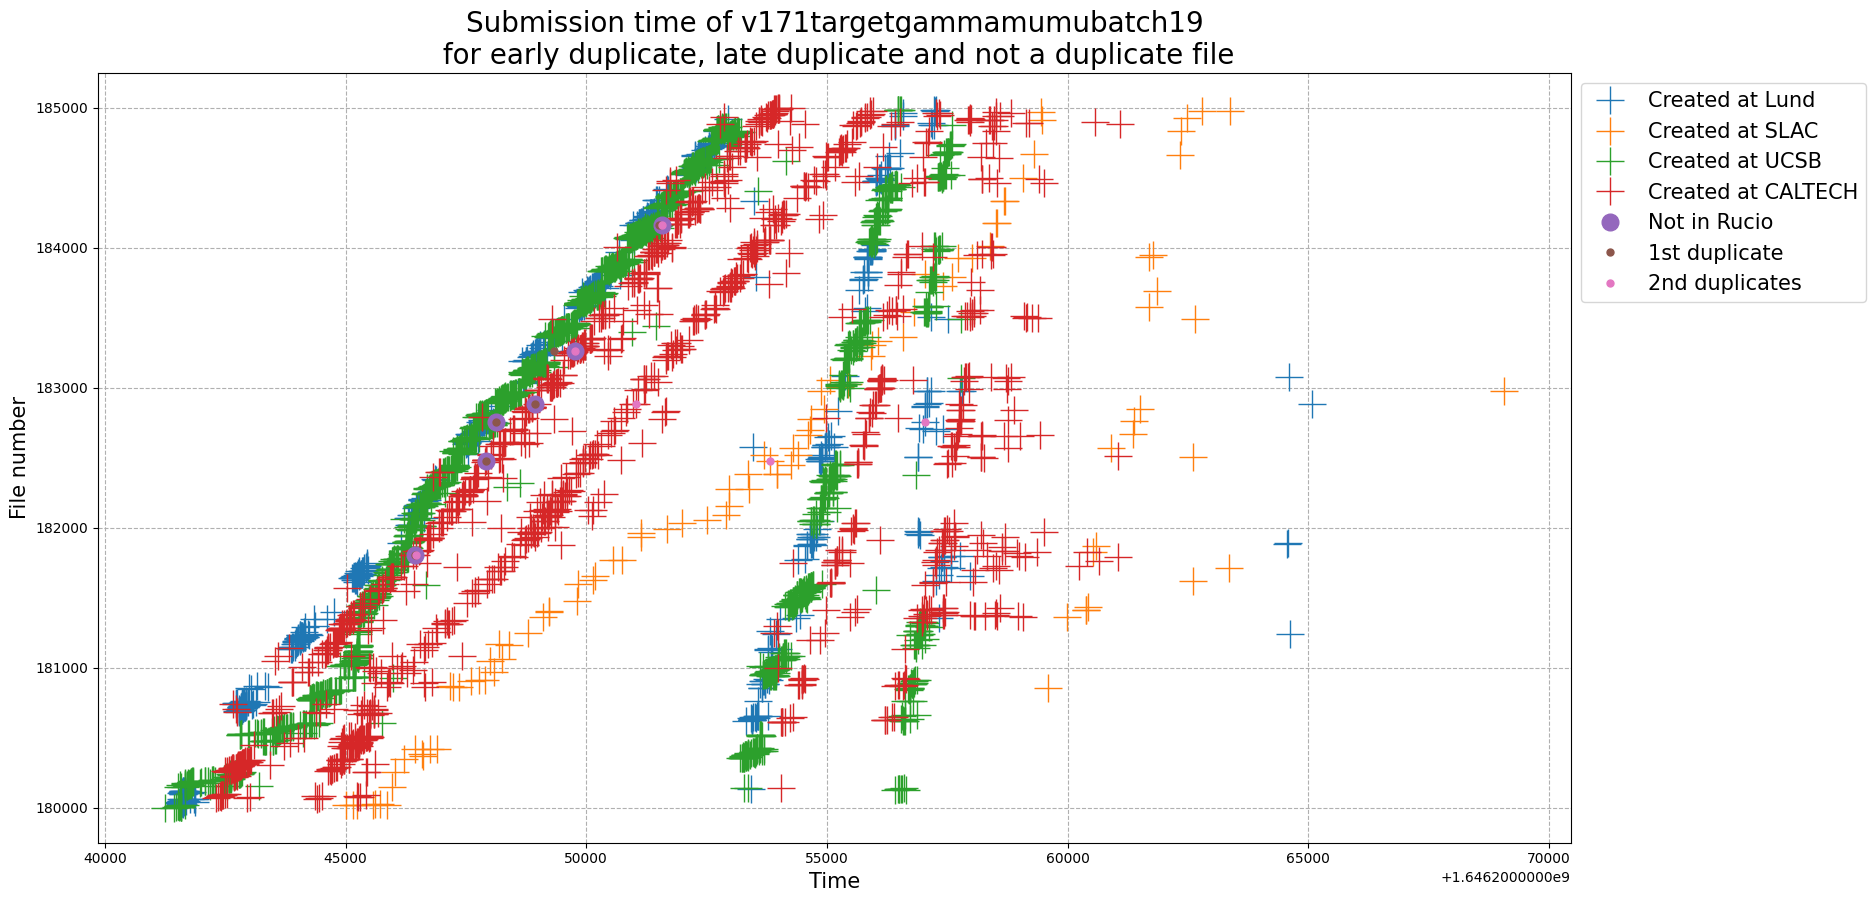 Submission time of v171targetgammamumubatch19
for early duplicate, late duplicate and not a duplicate file
File number
185000
184000
183000
182000
181000
180000
40000
45000
50000
55000
60000
65000
70000
Time
+1.6462000000e9
Created at Lund
Created at SLAC
Created at UCSB
Created at CALTECH
Not in Rucio
1st duplicate
2nd duplicates